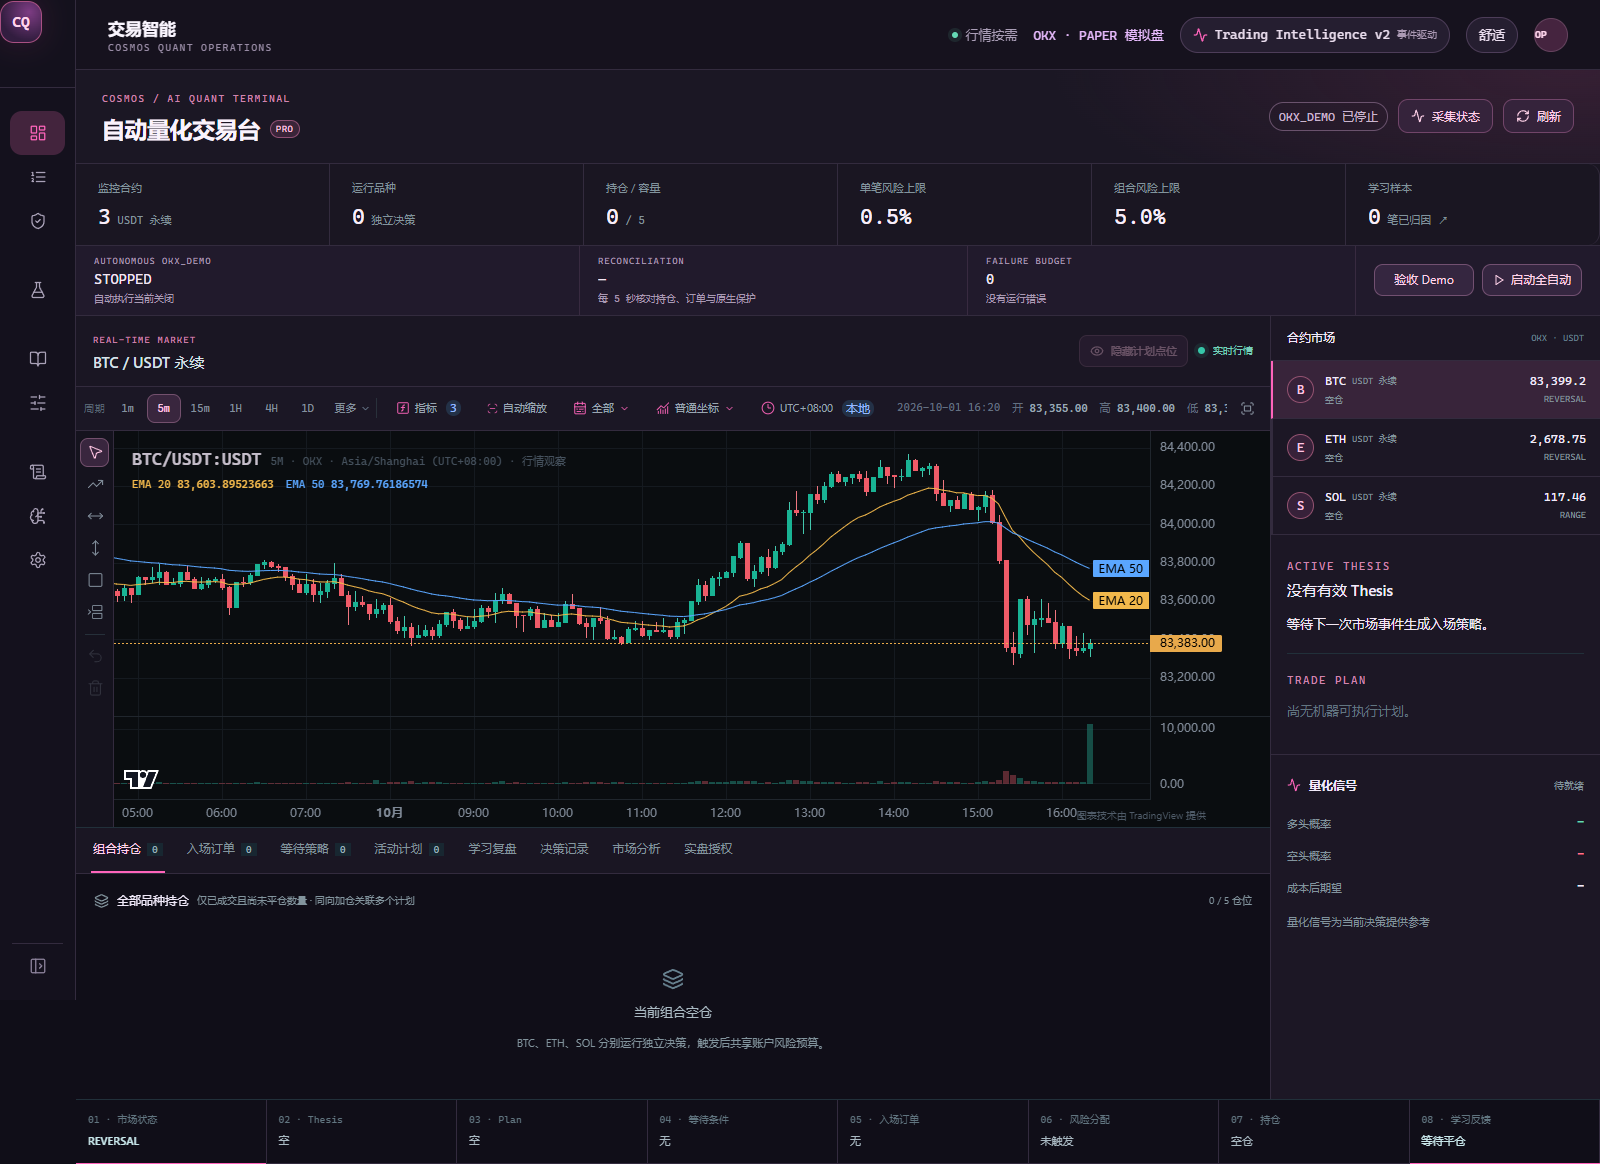 CQ
交易智能
COSMOS QUANT OPERATIONS
行情按需
OKX · PAPER 模拟盘
Trading Intelligence v2 事件驱动
舒适
OP
COSMOS / AI QUANT TERMINAL
自动量化交易台 PRO
OKX_DEMO 已停止
采集状态
刷新
监控合约
3 USDT 永续
运行品种
0 独立决策
持仓 / 容量
0 / 5
单笔风险上限
0.5%
组合风险上限
5.0%
学习样本
0 笔已归因 ↗
AUTONOMOUS OKX_DEMO
STOPPED
自动执行当前关闭
RECONCILIATION
—
每 5 秒核对持仓、订单与原生保护
FAILURE BUDGET
0
没有运行错误
验收 Demo
启动全自动
REAL-TIME MARKET
BTC / USDT 永续
隐藏计划点位
实时行情
周期 1m 5m 15m 1H 4H 1D 更多
指标 3
自动缩放
全部
普通坐标
UTC+08:00 本地
2026-10-01 16:20 开 83,355.00 高 83,400.00 低 83,3
BTC/USDT:USDT 5M · OKX · Asia/Shanghai (UTC+08:00) · 行情观察
EMA 20 83,603.89523663 EMA 50 83,769.76186574
84,400.00
84,200.00
84,000.00
83,800.00
83,600.00
83,383.00
83,200.00
10,000.00
0.00
EMA 50
EMA 20
05:00 06:00 07:00 10月 09:00 10:00 11:00 12:00 13:00 14:00 15:00 16:00
图表技术由 TradingView 提供
合约市场
OKX · USDT
B
BTC USDT 永续
83,399.2
空仓
REVERSAL
E
ETH USDT 永续
2,678.75
空仓
REVERSAL
S
SOL USDT 永续
117.46
空仓
RANGE
ACTIVE THESIS
没有有效 Thesis
等待下一次市场事件生成入场策略。
TRADE PLAN
尚无机器可执行计划。
量化信号
待就绪
多头概率 —
空头概率 —
成本后期望 —
量化信号为当前决策提供参考
组合持仓 0
入场订单 0
等待策略 0
活动计划 0
学习复盘
决策记录
市场分析
实盘授权
全部品种持仓 仅已成交且尚未平仓数量 · 同向加仓关联多个计划
0 / 5 仓位
当前组合空仓
BTC、ETH、SOL 分别运行独立决策，触发后共享账户风险预算。
01 · 市场状态
REVERSAL
02 · Thesis
空
03 · Plan
空
04 · 等待条件
无
05 · 入场订单
无
06 · 风险分配
未触发
07 · 持仓
空仓
08 · 学习反馈
等待平仓